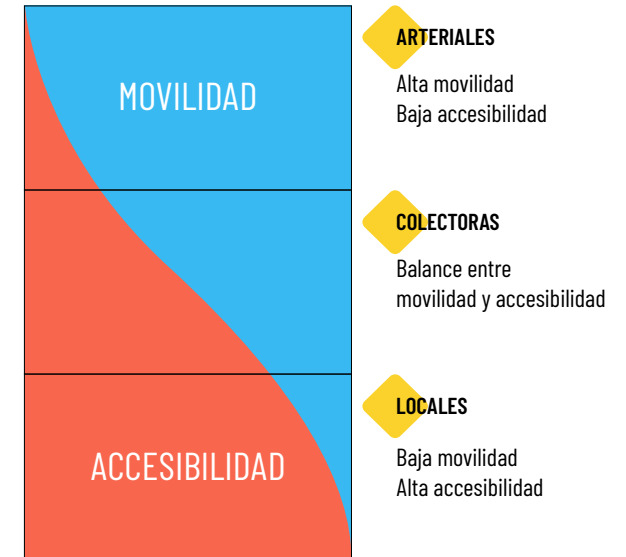 MOVILIDAD
ARTERIALES
Alta movilidad
Baja accesibilidad
COLECTORAS
Balance entre
movilidad y accesibilidad
ACCESIBILIDAD
LOCALES
Baja movilidad
Alta accesibilidad